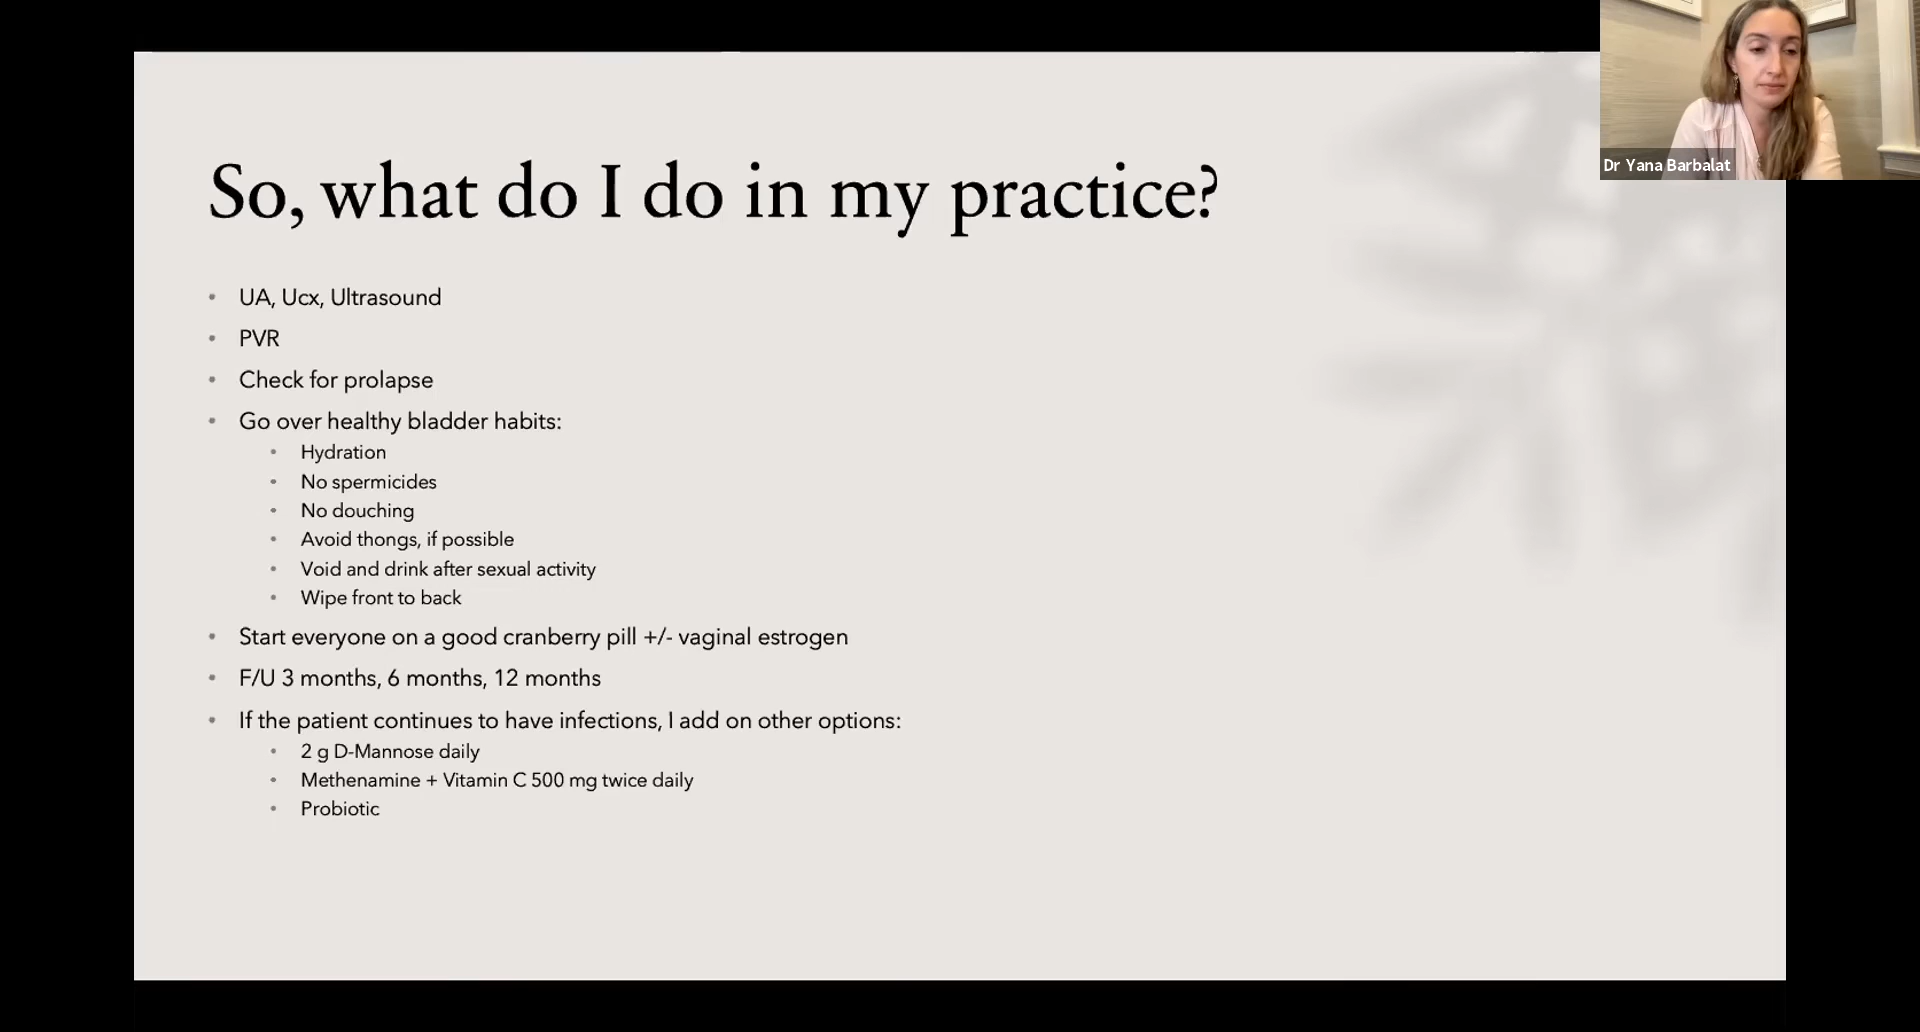 So, what do I do in my practice?
Dr Yana Barbalat
• UA, Ucx, Ultrasound
• PVR
• Check for prolapse
• Go over healthy bladder habits:
• Hydration
• No spermicides
• No douching
• Avoid thongs, if possible
• Void and drink after sexual activity
• Wipe front to back
• Start everyone on a good cranberry pill +/- vaginal estrogen
• F/U 3 months, 6 months, 12 months
• If the patient continues to have infections, I add on other options:
• 2 g D-Mannose daily
• Methenamine + Vitamin C 500 mg twice daily
• Probiotic